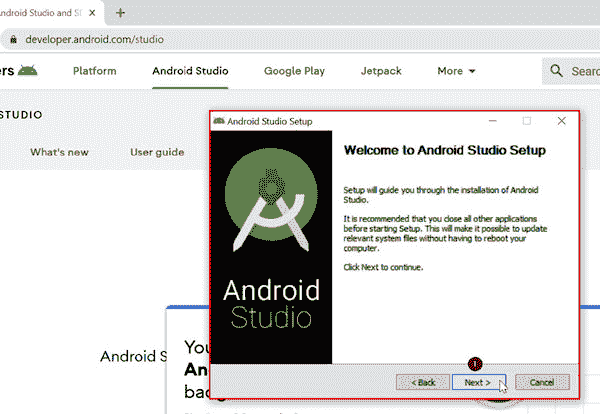 Android Studio and S
developer.android.com/studio
ers
Platform
Android Studio
Google Play
Jetpack
More
Search
STUDIO
What's new
User guide
Android Studio Setup
Welcome to Android Studio Setup
Setup will guide you through the installation of Android
Studio.
It is recommended that you close all other applications
before starting Setup. This will make it possible to update
relevant system files without having to reboot your
computer.
Click Next to continue.
Android
Studio
Android S
You
An
bac
1
< Back
Next >
Cancel